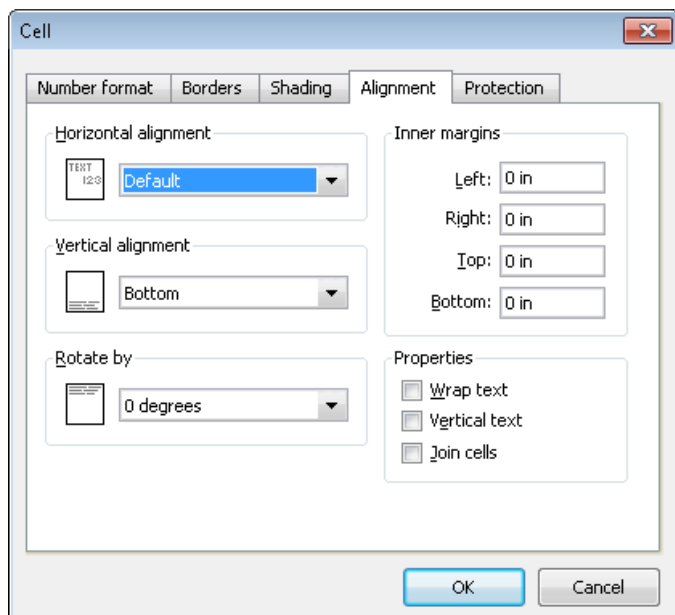 Cell
Number format Borders Shading Alignment Protection
Horizontal alignment
TEXT
123
Default
Vertical alignment
Bottom
Rotate by
0 degrees
Inner margins
Left: 0 in
Right: 0 in
Top: 0 in
Bottom: 0 in
Properties
Wrap text
Vertical text
Join cells
OK Cancel